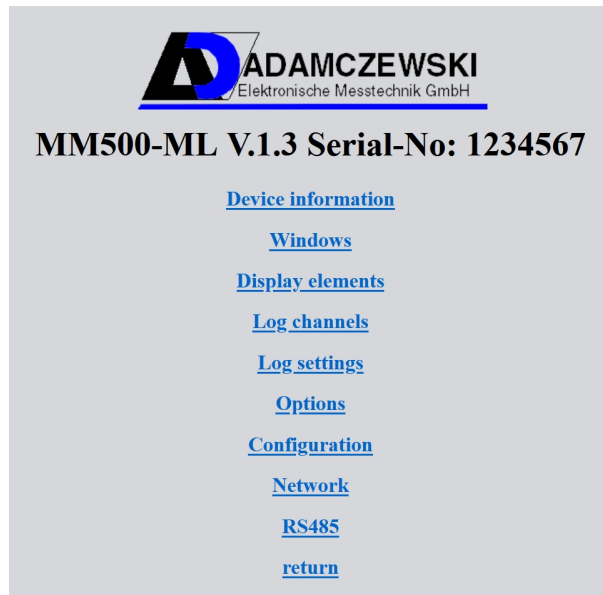 ADAMCZEWSKI
Elektronische Messtechnik GmbH
MM500-ML V.1.3 Serial-No: 1234567
Device information
Windows
Display elements
Log channels
Log settings
Options
Configuration
Network
RS485
return